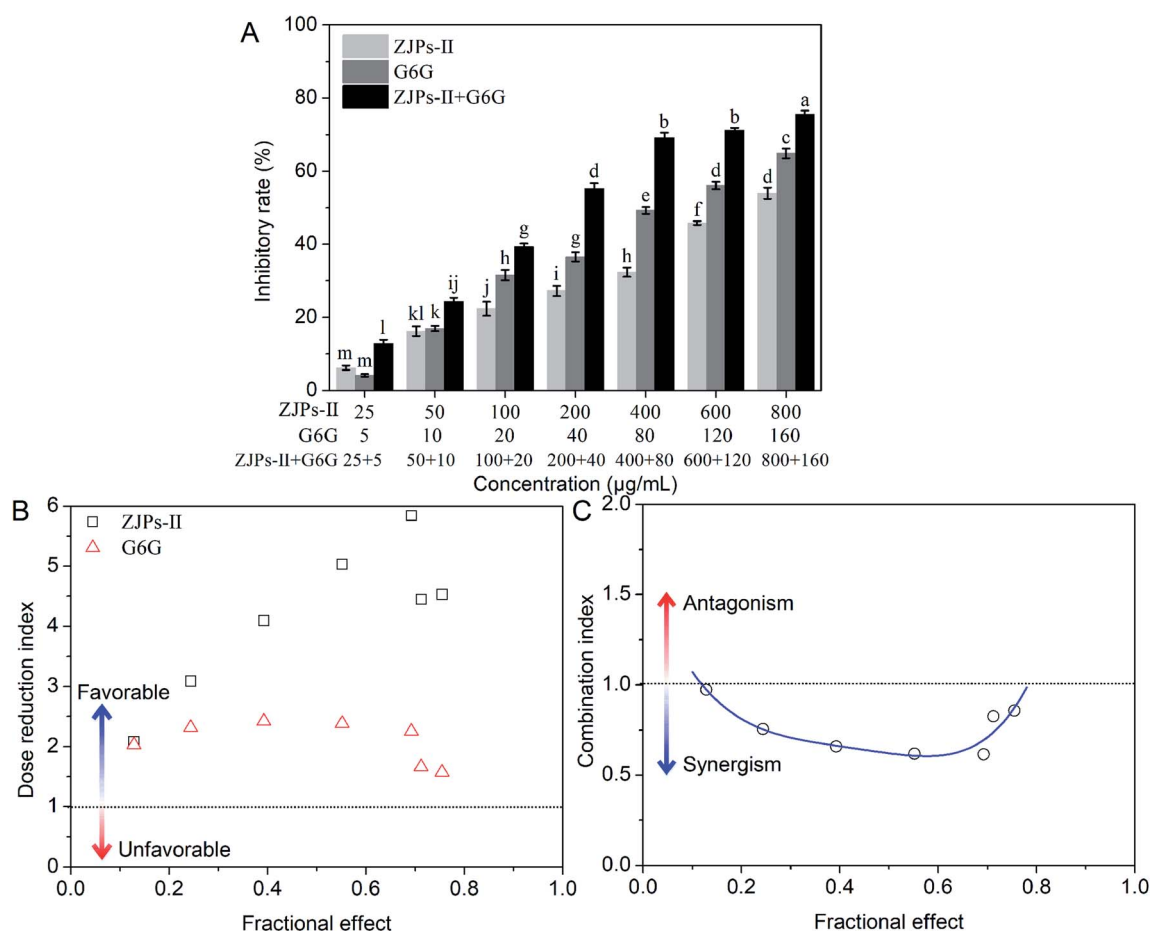 A
100
80
60
40
20
0
Inhibitory rate (%)
ZJPs-II
G6G
ZJPs-II+G6G
m m l
kl k ij
j h g
i g d
h e b
f d b
d c a
ZJPs-II 25 50 100 200 400 600 800
G6G 5 10 20 40 80 120 160
ZJPs-II+G6G 25+5 50+10 100+20 200+40 400+80 600+120 800+160
Concentration (µg/mL)
B
6
5
4
3
2
1
0
Dose reduction index
ZJPs-II
G6G
Favorable
Unfavorable
0.0 0.2 0.4 0.6 0.8 1.0
Fractional effect
C
2.0
1.5
1.0
0.5
0.0
Combination index
Antagonism
Synergism
0.0 0.2 0.4 0.6 0.8 1.0
Fractional effect